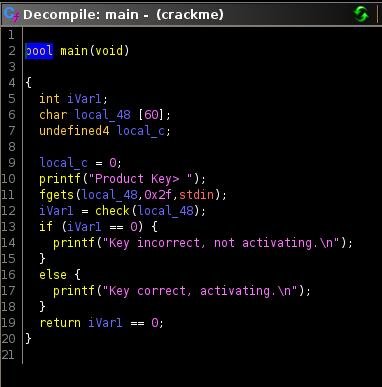 Decompile: main - (crackme)
1
2 bool main(void)
3
4 {
5 int iVar1;
6 char local_48 [60];
7 undefined4 local_c;
8
9 local_c = 0;
10 printf("Product Key> ");
11 fgets(local_48,0x2f,stdin);
12 iVar1 = check(local_48);
13 if (iVar1 == 0) {
14 printf("Key incorrect, not activating.\n");
15 }
16 else {
17 printf("Key correct, activating.\n");
18 }
19 return iVar1 == 0;
20 }
21